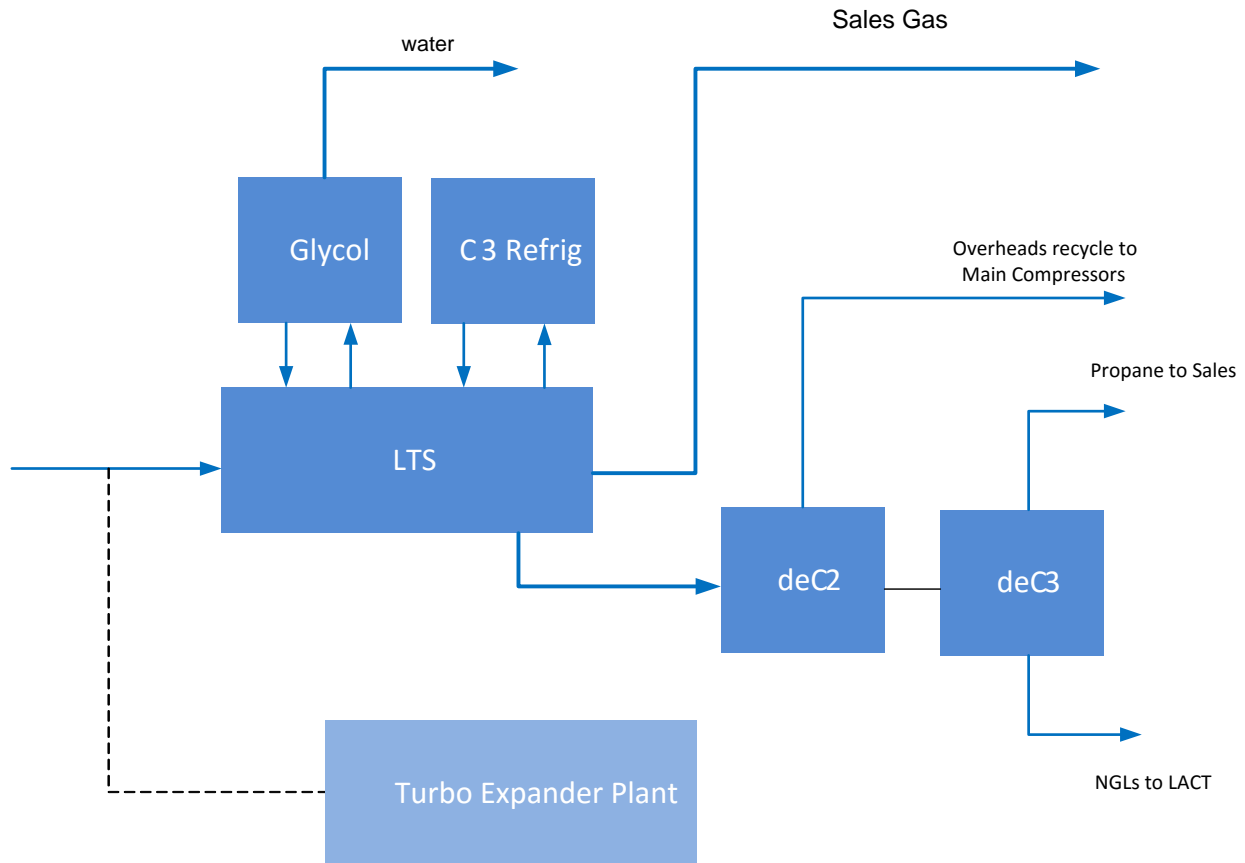 Sales Gas
water
Glycol
C3 Refrig
Overheads recycle to
Main Compressors
Propane to Sales
LTS
deC2
deC3
Turbo Expander Plant
NGLs to LACT